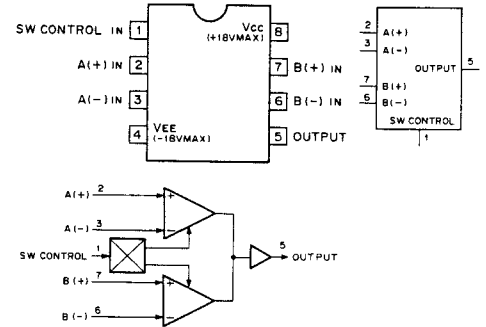 SW CONTROL IN 1
VCC 8
(+18VMAX)
A(+) IN 2
7 B(+) IN
A(-) IN 3
6 B(-) IN
4 VEE
(-18VMAX)
5 OUTPUT
2 A(+)
3 A(-)
OUTPUT 5
7 B(+)
6 B(-)
SW CONTROL
1
A(+) 2 +
A(-) 3 -
SW CONTROL 1
5 OUTPUT
B(+) 7 +
B(-) 6 -